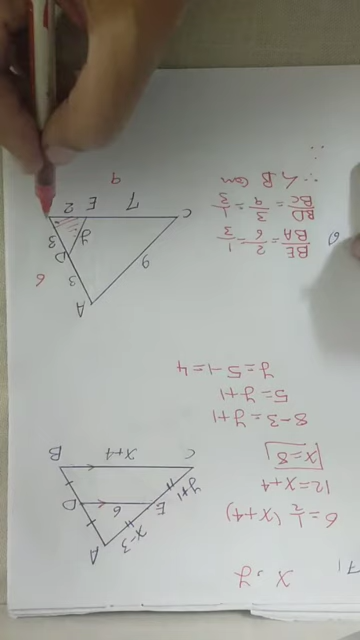 7)
x , y
6 = 1/2 (x+4)
12 = x+4
x = 8
8-3 = y+1
5 = y+1
y = 5-1 = 4
A
x-3
D
6
E
y+1
B
x+4
C
6)
BE/BA = 2/6 = 1/3
BD/BC = 3/9 = 1/3
∴
∴
A
3
D
3
6
y
9
2
E
7
C
9